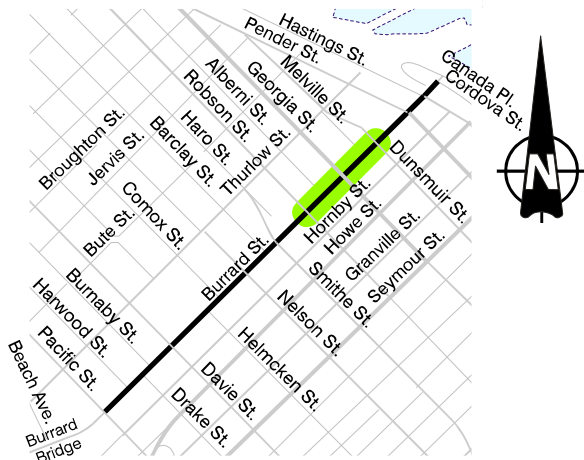 Hastings St.
Pender St.
Melville St.
Georgia St.
Alberni St.
Robson St.
Haro St.
Barclay St.
Thurlow St.
Canada Pl.
Cordova St.
Broughton St.
Jervis St.
Bute St.
Comox St.
Dunsmuir St.
Hornby St.
Howe St.
Granville St.
Seymour St.
Burrard St.
Smithe St.
Nelson St.
Helmcken St.
Burnaby St.
Harwood St.
Pacific St.
Davie St.
Drake St.
Beach Ave.
Burrard
Bridge
N